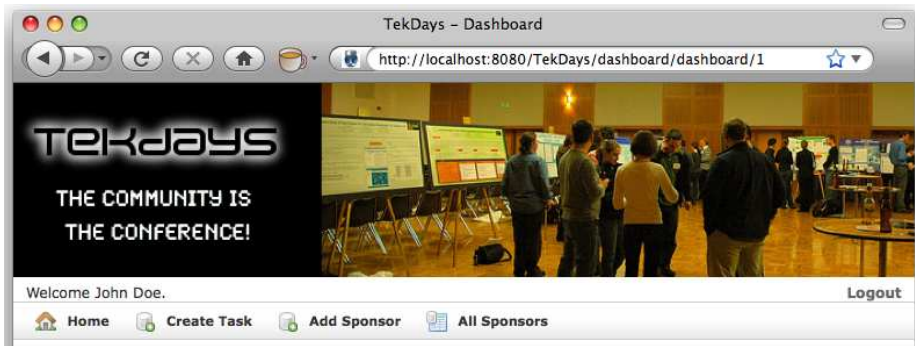 TekDays – Dashboard
http://localhost:8080/TekDays/dashboard/dashboard/1
TEKDAYS
THE COMMUNITY IS
THE CONFERENCE!
Welcome John Doe.
Logout
Home Create Task Add Sponsor All Sponsors